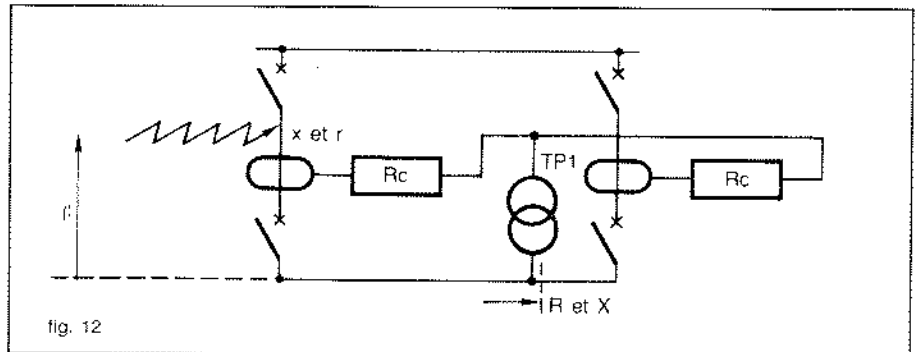 x et r
TP1
Rc
Rc
R et X
fig. 12